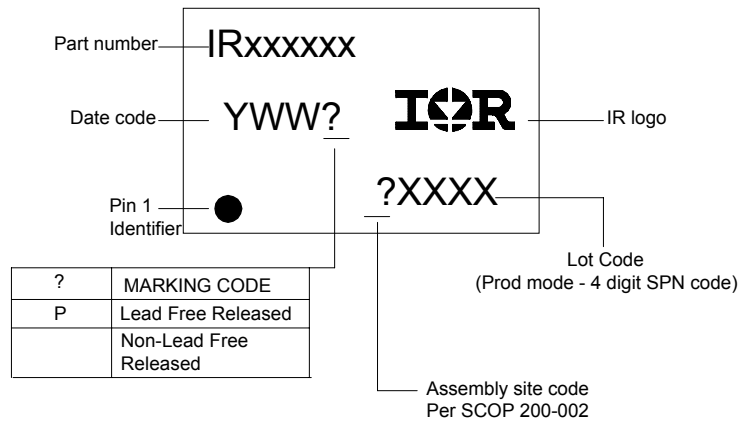 Part number
IRxxxxxx
Date code
YWW?
IOR
IR logo
?XXXX
Pin 1
Identifier
Lot Code
(Prod mode - 4 digit SPN code)
? MARKING CODE
P Lead Free Released
Non-Lead Free
Released
Assembly site code
Per SCOP 200-002